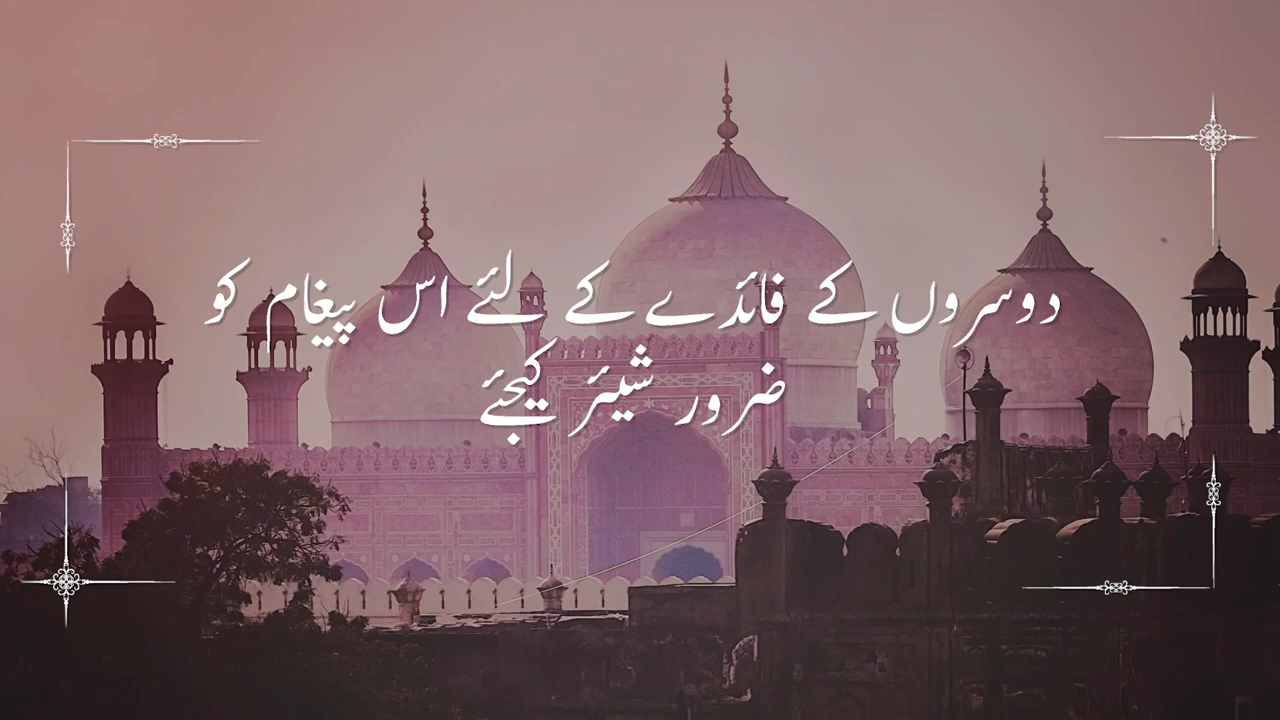 دوسروں کے فائدے کے لئے اس پیغام کو
ضرور شیئر کیجئے